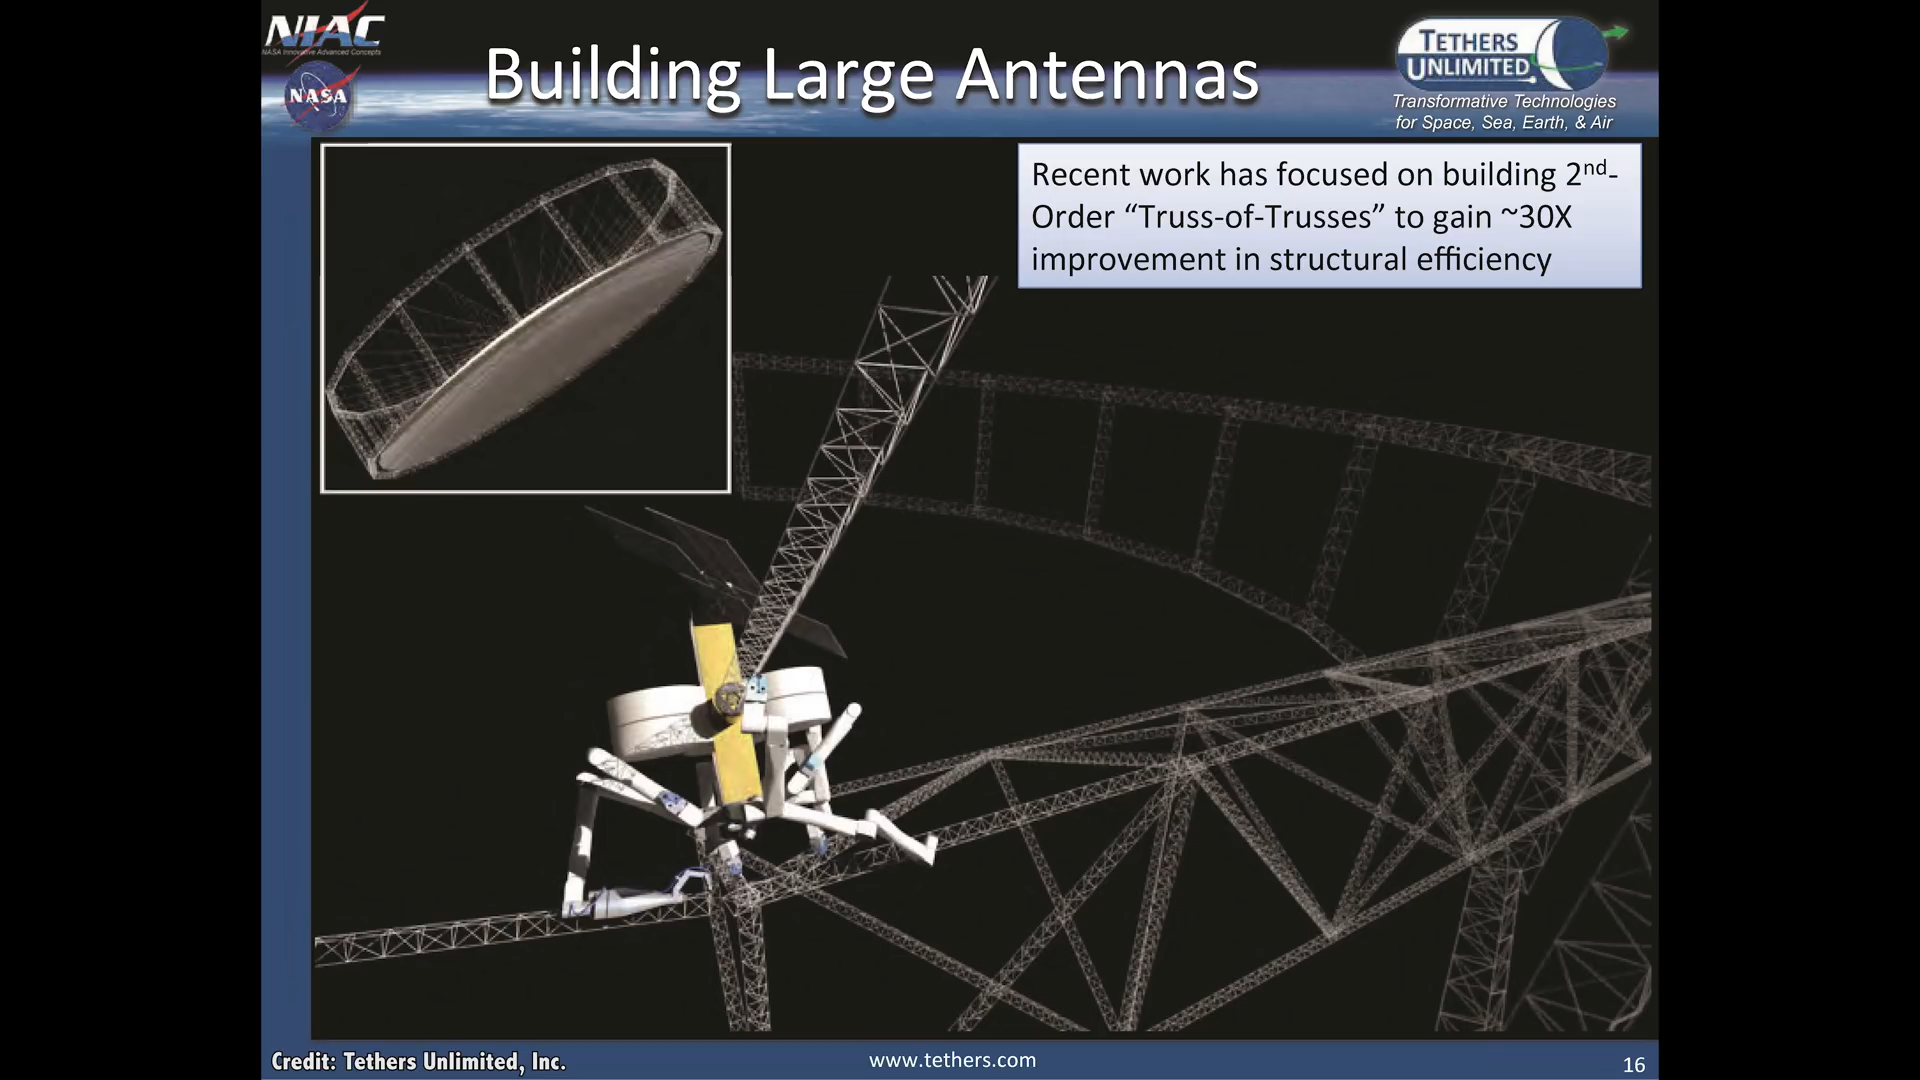 NIAC
NASA Innovative Advanced Concepts
NASA
Building Large Antennas
TETHERS
UNLIMITED
Transformative Technologies
for Space, Sea, Earth, & Air
Recent work has focused on building 2nd-
Order “Truss-of-Trusses” to gain ~30X
improvement in structural efficiency
Credit: Tethers Unlimited, Inc.
www.tethers.com
16